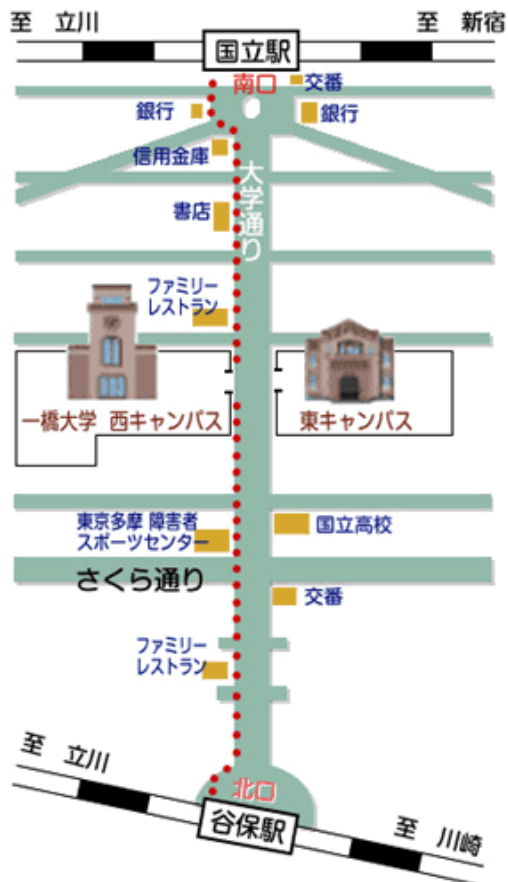 至 立川
至 新宿
国立駅
南口
交番
銀行
銀行
信用金庫
大学通り
書店
ファミリー
レストラン
一橋大学 西キャンパス
東キャンパス
東京多摩 障害者
スポーツセンター
国立高校
さくら通り
交番
ファミリー
レストラン
至 立川
北口
谷保駅
至 川崎